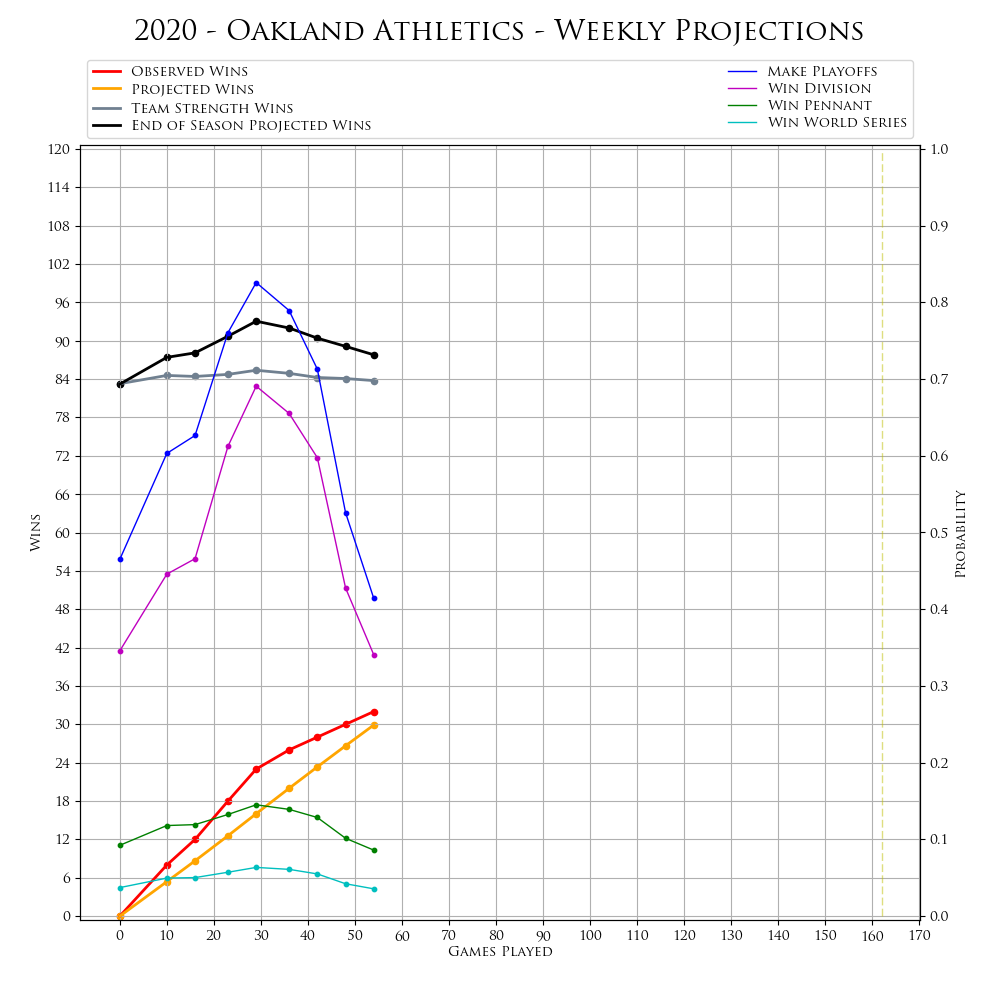 2020 - Oakland Athletics - Weekly Projections
Observed Wins
Projected Wins
Team Strength Wins
End of Season Projected Wins
Make Playoffs
Win Division
Win Pennant
Win World Series
120
114
108
102
96
90
84
78
72
66
60
54
48
42
36
30
24
18
12
6
0
Wins
1.0
0.9
0.8
0.7
0.6
0.5
0.4
0.3
0.2
0.1
0.0
Probability
0 10 20 30 40 50 60 70 80 90 100 110 120 130 140 150 160 170
Games Played